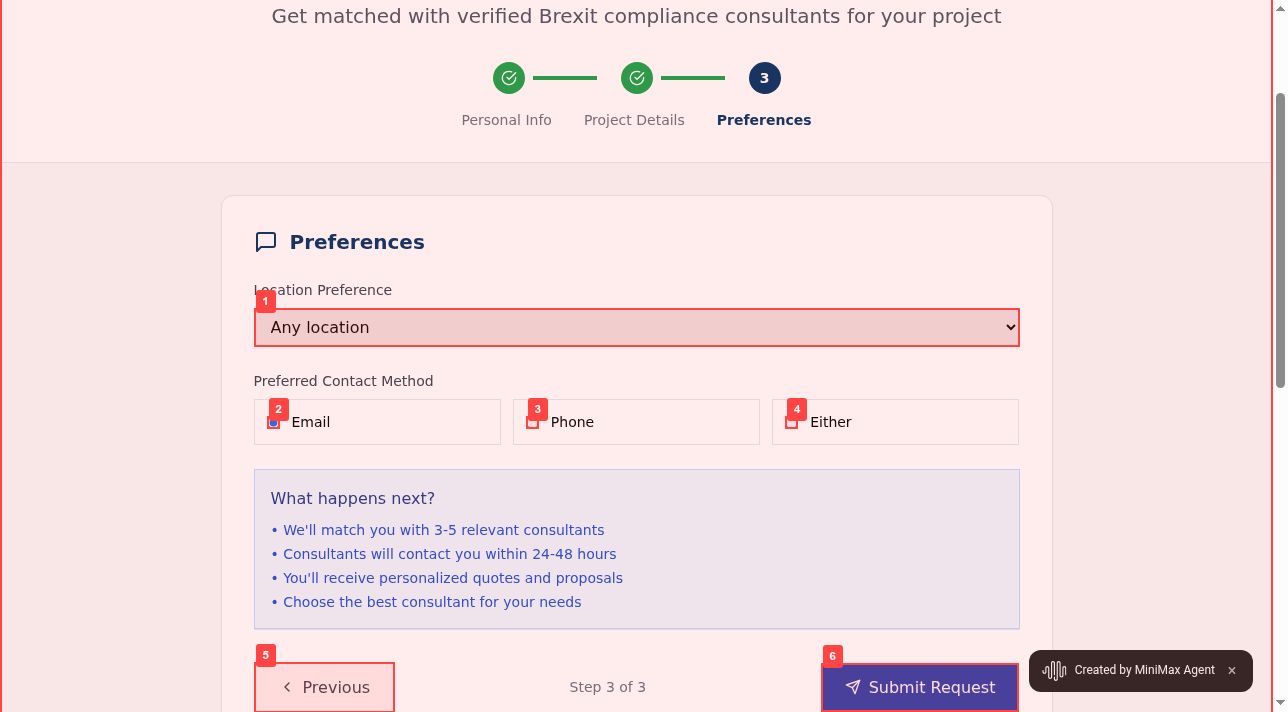 Get matched with verified Brexit compliance consultants for your project
3
Personal Info
Project Details
Preferences
Preferences
Location Preference
1
Any location
Preferred Contact Method
2
Email
3
Phone
4
Either
What happens next?
• We'll match you with 3-5 relevant consultants
• Consultants will contact you within 24-48 hours
• You'll receive personalized quotes and proposals
• Choose the best consultant for your needs
5
Previous
Step 3 of 3
6
Submit Request
Created by MiniMax Agent ×